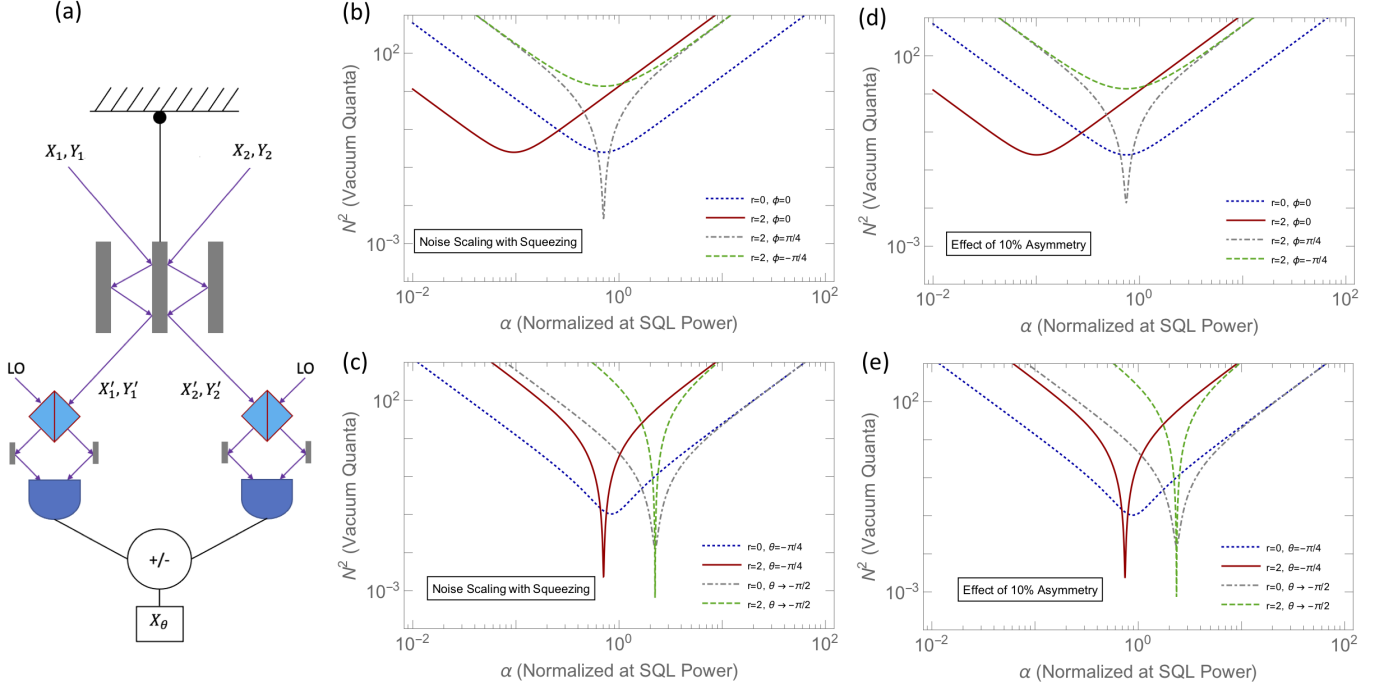 (a)
X₁, Y₁
X₂, Y₂
LO
X′₁, Y′₁
X′₂, Y′₂
LO
+/-
X_θ
(b)
N² (Vacuum Quanta)
10²
10⁻³
r=0, ϕ=0
r=2, ϕ=0
r=2, ϕ=π/4
r=2, ϕ=−π/4
Noise Scaling with Squeezing
10⁻²
10⁰
10²
α (Normalized at SQL Power)
(c)
N² (Vacuum Quanta)
10²
10⁻³
r=0, θ=−π/4
r=2, θ=−π/4
r=0, θ → −π/2
r=2, θ → −π/2
Noise Scaling with Squeezing
10⁻²
10⁰
10²
α (Normalized at SQL Power)
(d)
N² (Vacuum Quanta)
10²
10⁻³
r=0, ϕ=0
r=2, ϕ=0
r=2, ϕ=π/4
r=2, ϕ=−π/4
Effect of 10% Asymmetry
10⁻²
10⁰
10²
α (Normalized at SQL Power)
(e)
N² (Vacuum Quanta)
10²
10⁻³
r=0, θ=−π/4
r=2, θ=−π/4
r=0, θ → −π/2
r=2, θ → −π/2
Effect of 10% Asymmetry
10⁻²
10⁰
10²
α (Normalized at SQL Power)